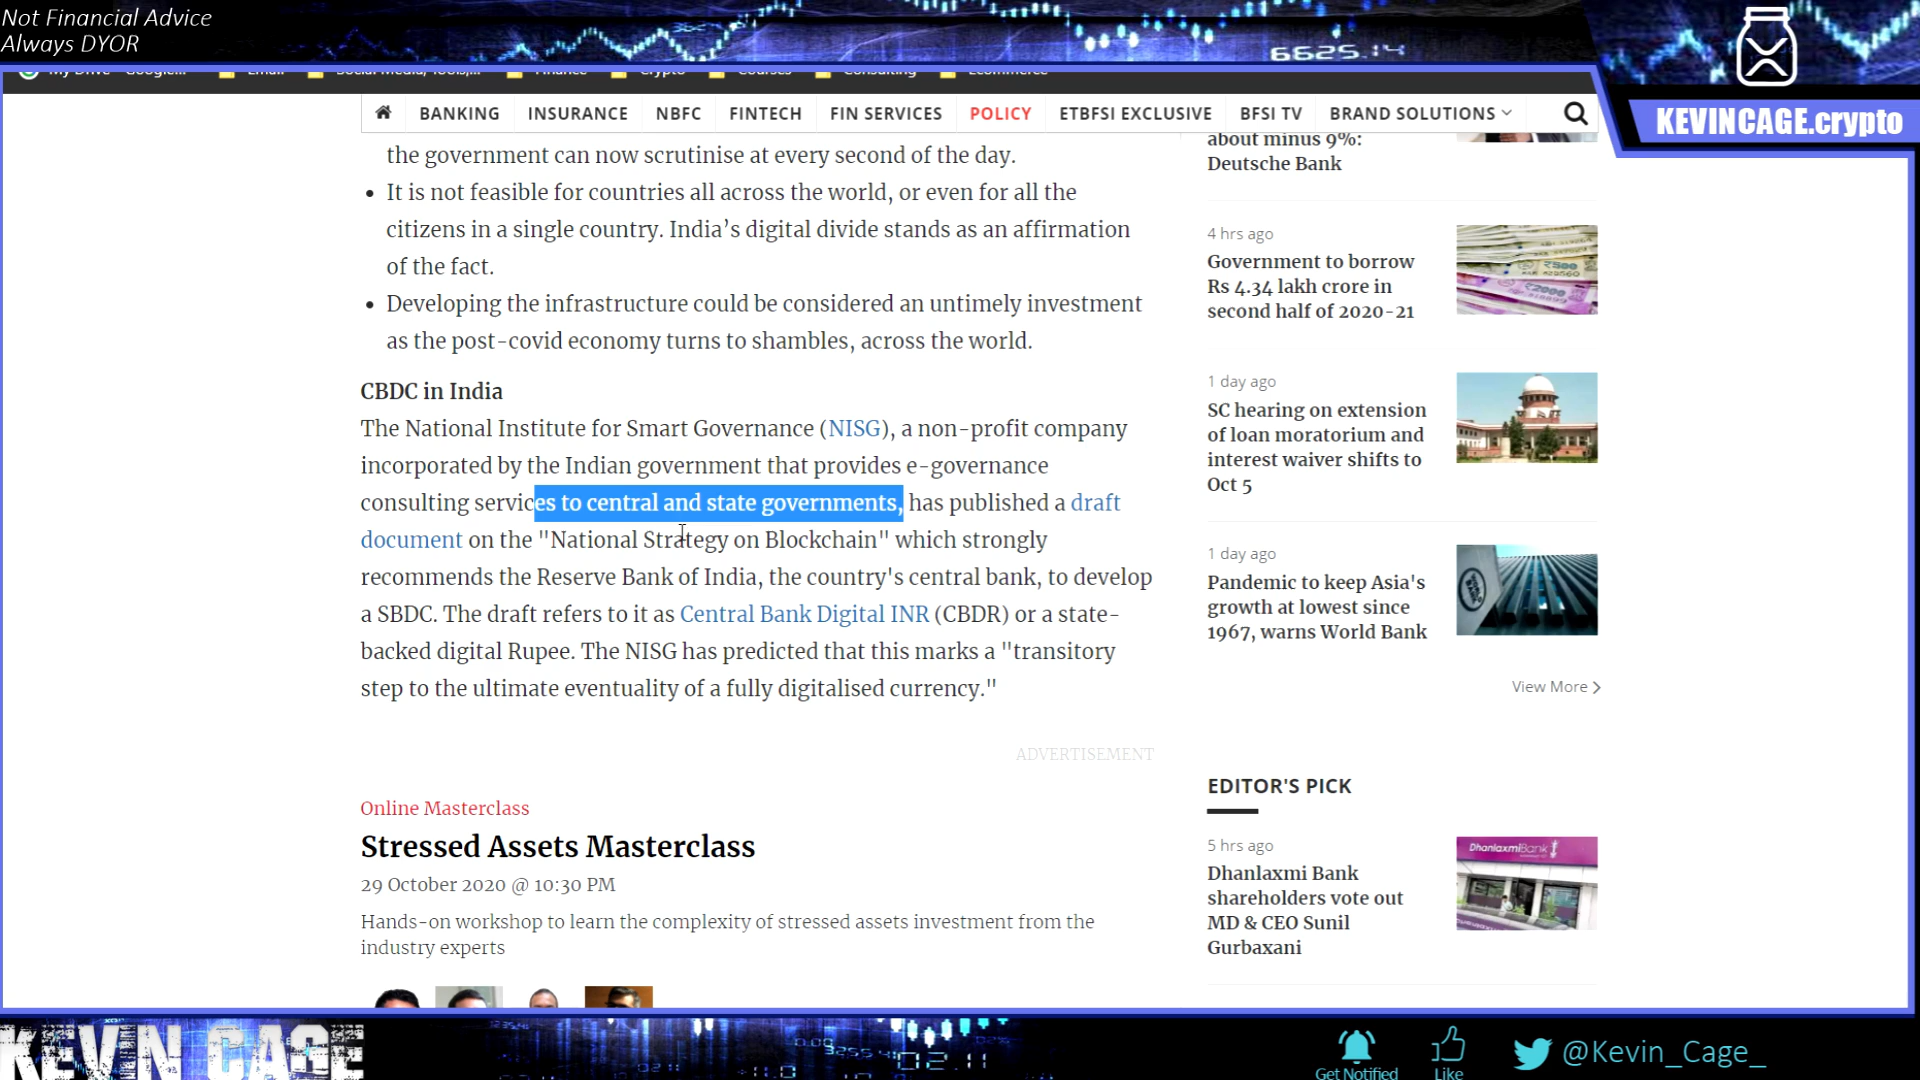 Not Financial Advice
Always DYOR
6625.14
My Drive - Google... Email Social Media, Tools,... Finance Crypto Courses Consulting Ecommerce
KEVINCAGE.crypto
BANKING INSURANCE NBFC FINTECH FIN SERVICES POLICY ETBFSI EXCLUSIVE BFSI TV BRAND SOLUTIONS
the government can now scrutinise at every second of the day.
• It is not feasible for countries all across the world, or even for all the
citizens in a single country. India’s digital divide stands as an affirmation
of the fact.
• Developing the infrastructure could be considered an untimely investment
as the post-covid economy turns to shambles, across the world.
CBDC in India
The National Institute for Smart Governance (NISG), a non-profit company
incorporated by the Indian government that provides e-governance
consulting services to central and state governments, has published a draft
document on the "National Strategy on Blockchain" which strongly
recommends the Reserve Bank of India, the country's central bank, to develop
a SBDC. The draft refers to it as Central Bank Digital INR (CBDR) or a state-
backed digital Rupee. The NISG has predicted that this marks a "transitory
step to the ultimate eventuality of a fully digitalised currency."
ADVERTISEMENT
Online Masterclass
Stressed Assets Masterclass
29 October 2020 @ 10:30 PM
Hands-on workshop to learn the complexity of stressed assets investment from the
industry experts
about minus 9%:
Deutsche Bank
4 hrs ago
Government to borrow
Rs 4.34 lakh crore in
second half of 2020-21
1 day ago
SC hearing on extension
of loan moratorium and
interest waiver shifts to
Oct 5
1 day ago
Pandemic to keep Asia's
growth at lowest since
1967, warns World Bank
View More
EDITOR'S PICK
5 hrs ago
Dhanlaxmi Bank
shareholders vote out
MD & CEO Sunil
Gurbaxani
DhanlaxmiBank
KEVIN CAGE
02.11
Get Notified
Like
@Kevin_Cage_